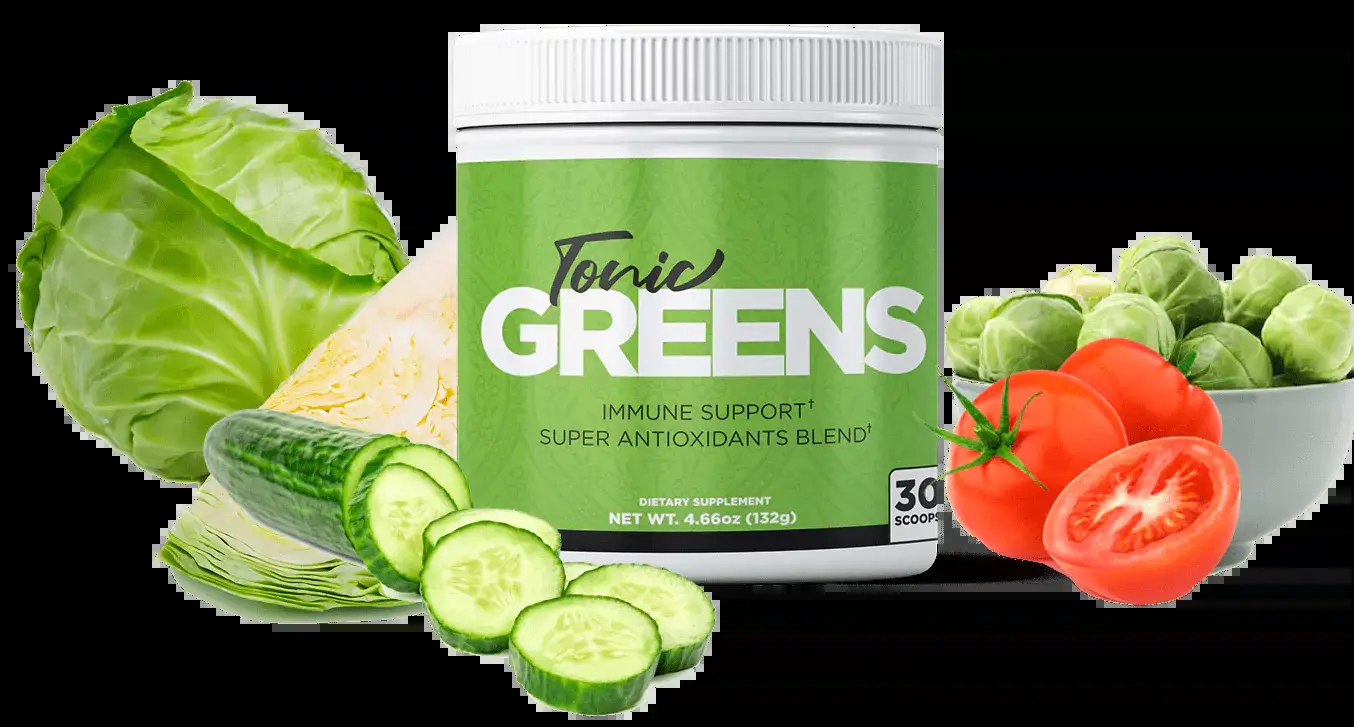 Tonic
GREENS
IMMUNE SUPPORT†
SUPER ANTIOXIDANTS BLEND†
DIETARY SUPPLEMENT
NET WT. 4.66oz (132g)
30
SCOOPS